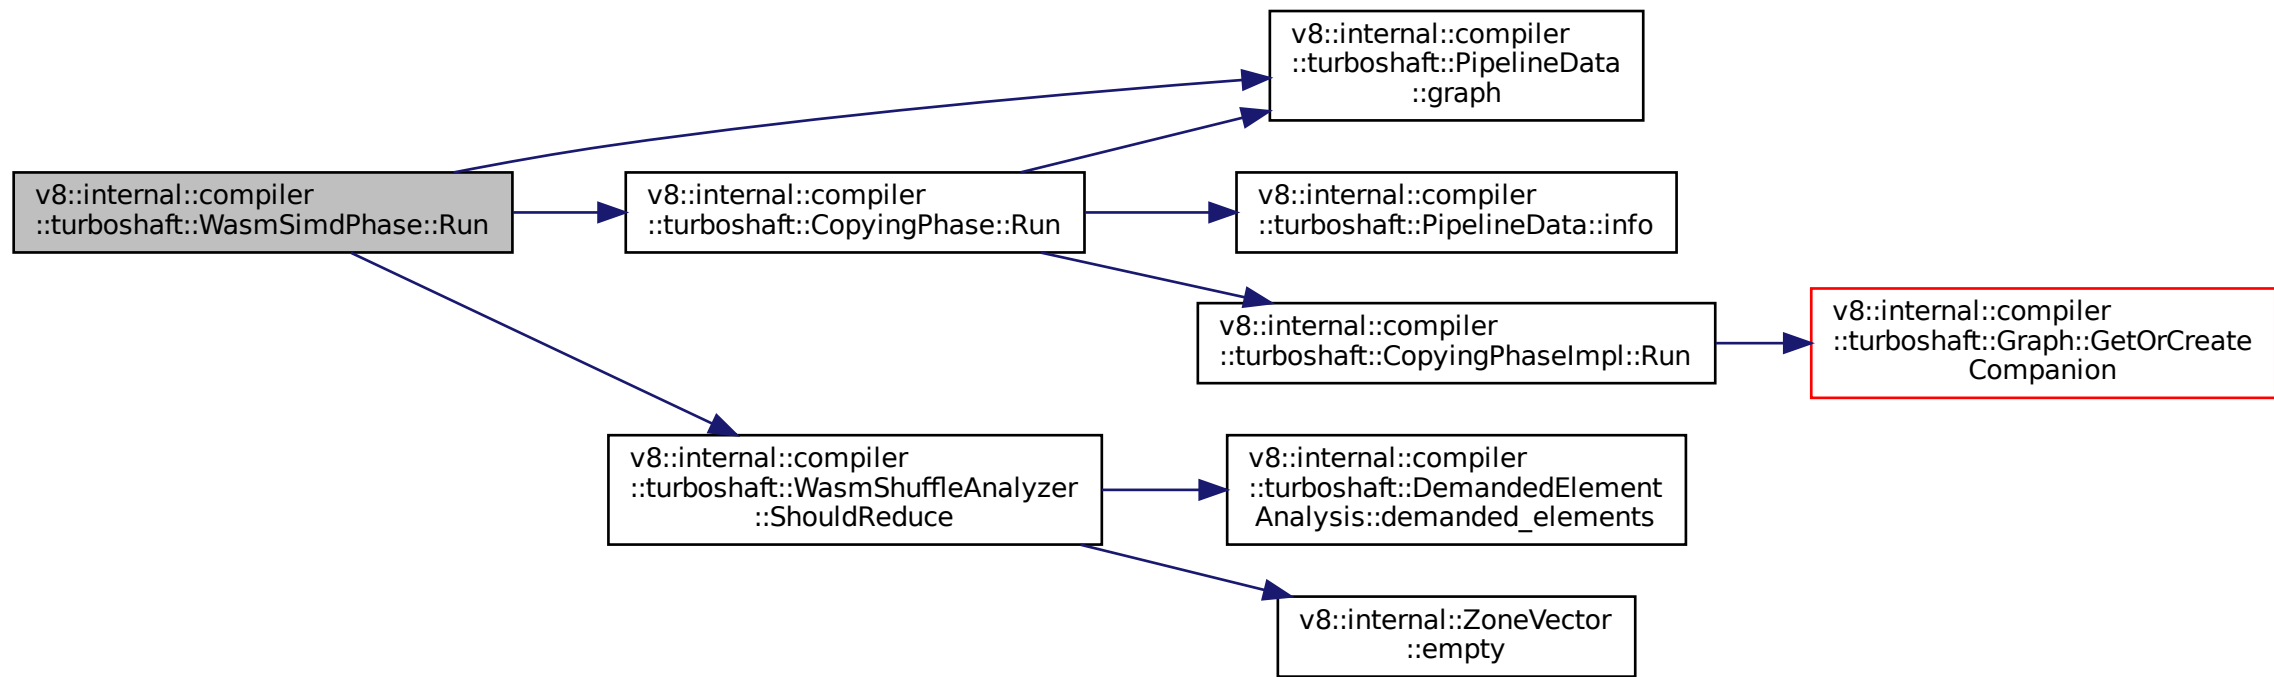 v8::internal::compiler
::turboshaft::WasmSimdPhase::Run
v8::internal::compiler
::turboshaft::PipelineData
::graph
v8::internal::compiler
::turboshaft::CopyingPhase::Run
v8::internal::compiler
::turboshaft::PipelineData::info
v8::internal::compiler
::turboshaft::CopyingPhaseImpl::Run
v8::internal::compiler
::turboshaft::Graph::GetOrCreate
Companion
v8::internal::compiler
::turboshaft::WasmShuffleAnalyzer
::ShouldReduce
v8::internal::compiler
::turboshaft::DemandedElement
Analysis::demanded_elements
v8::internal::ZoneVector
::empty